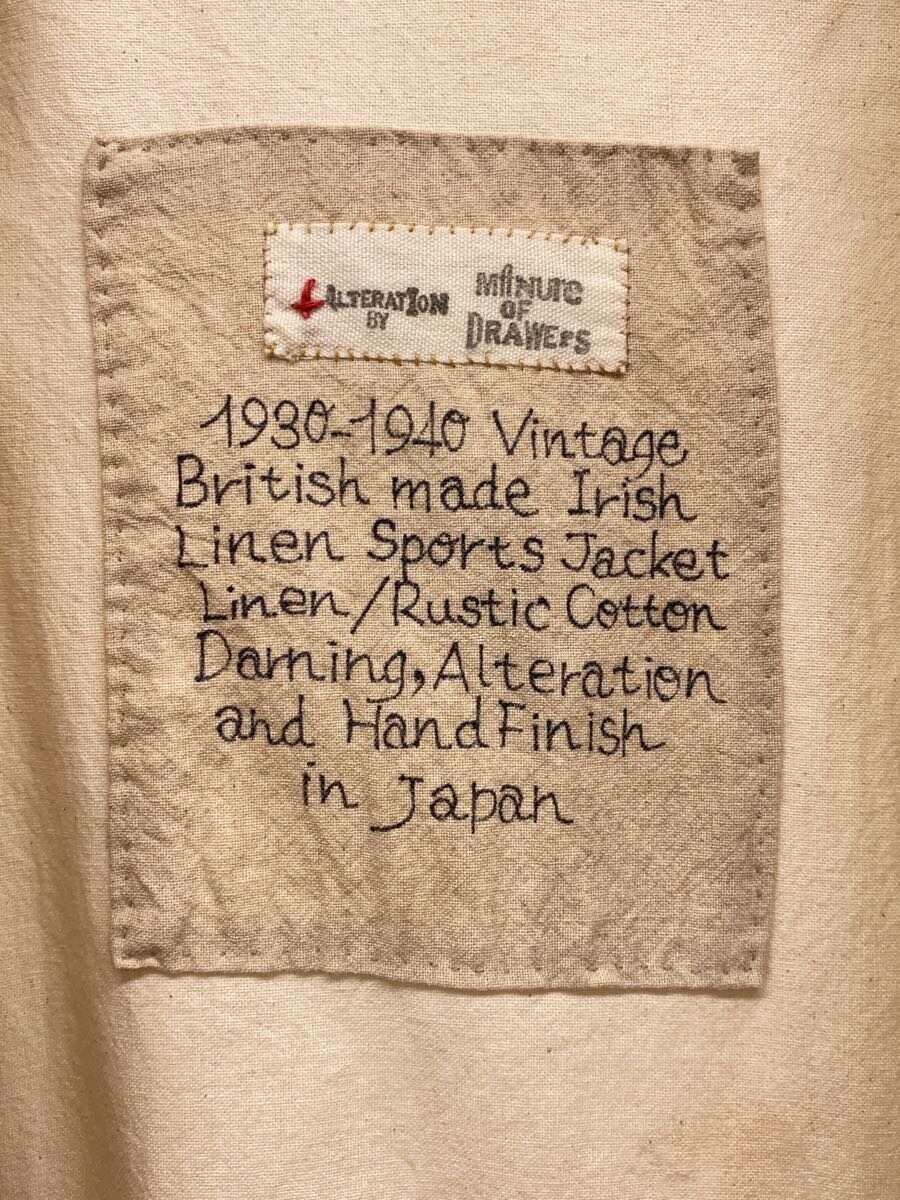 ALTERATION
BY
MANURE
OF
DRAWERS
1930-1940 Vintage
British made Irish
Linen Sports Jacket
Linen/Rustic Cotton
Darning, Alteration
and Hand Finish
in Japan